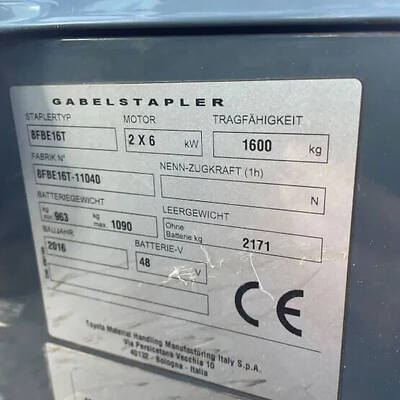 GABELSTAPLER
STAPLERTYP MOTOR TRAGFÄHIGKEIT
8FBE16T 2 X 6 kW 1600 kg
FABRIK N° NENN-ZUGKRAFT (1h)
8FBE16T-11040 N
BATTERIEGEWICHT LEERGEWICHT
kg min. 963 kg max. 1090 Ohne Batterie kg 2171
BAUJAHR BATTERIE-V
2016 48 V
CE
Toyota Material Handling Manufacturing Italy S.p.A.
Via Persicetana Vecchia 10
40132 - Bologna - Italia